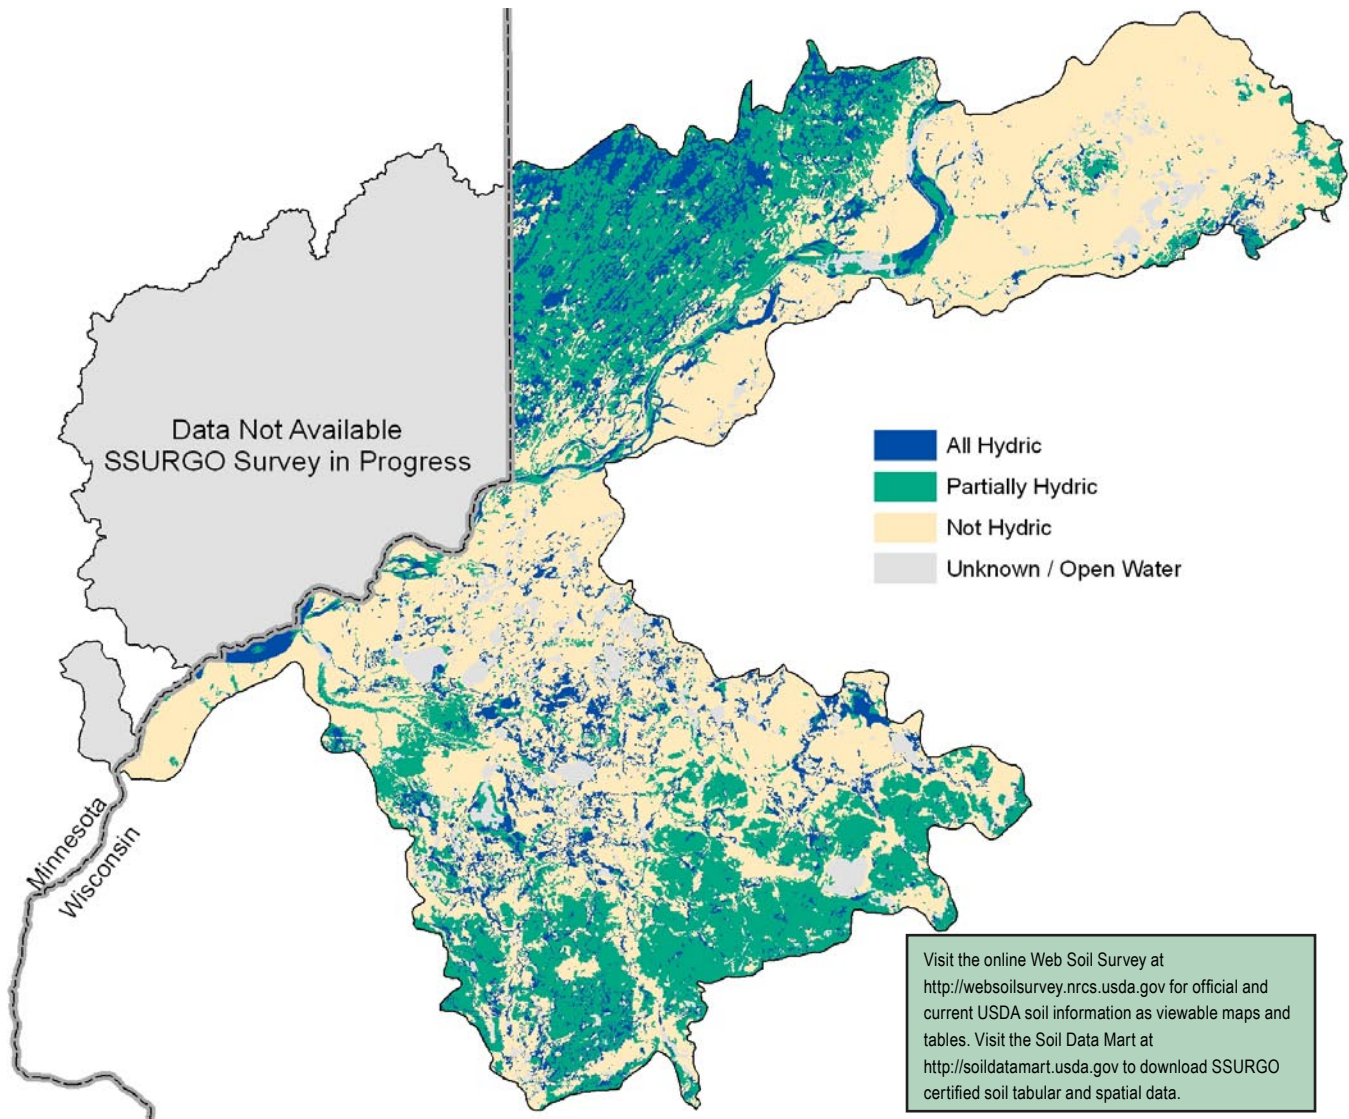 Data Not Available
SSURGO Survey in Progress
All Hydric
Partially Hydric
Not Hydric
Unknown / Open Water
Minnesota
Wisconsin
Visit the online Web Soil Survey at
http://websoilsurvey.nrcs.usda.gov for official and
current USDA soil information as viewable maps and
tables. Visit the Soil Data Mart at
http://soildatamart.usda.gov to download SSURGO
certified soil tabular and spatial data.